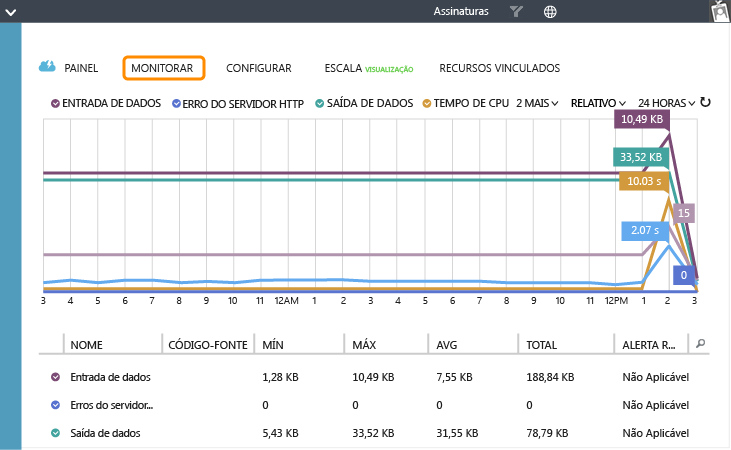 Assinaturas
PAINEL MONITORAR CONFIGURAR ESCALA VISUALIZAÇÃO RECURSOS VINCULADOS
ENTRADA DE DADOS ERRO DO SERVIDOR HTTP SAÍDA DE DADOS TEMPO DE CPU 2 MAIS RELATIVO 24 HORAS
10,49 KB
33,52 KB
10.03 s
15
2.07 s
0
3 4 5 6 7 8 9 10 11 12AM 1 2 3 4 5 6 7 8 9 10 11 12PM 1 2 3
NOME CÓDIGO-FONTE MÍN MÁX AVG TOTAL ALERTA R...
Entrada de dados 1,28 KB 10,49 KB 7,55 KB 188,84 KB Não Aplicável
Erros do servidor... 0 0 0 0 Não Aplicável
Saída de dados 5,43 KB 33,52 KB 31,55 KB 78,79 KB Não Aplicável